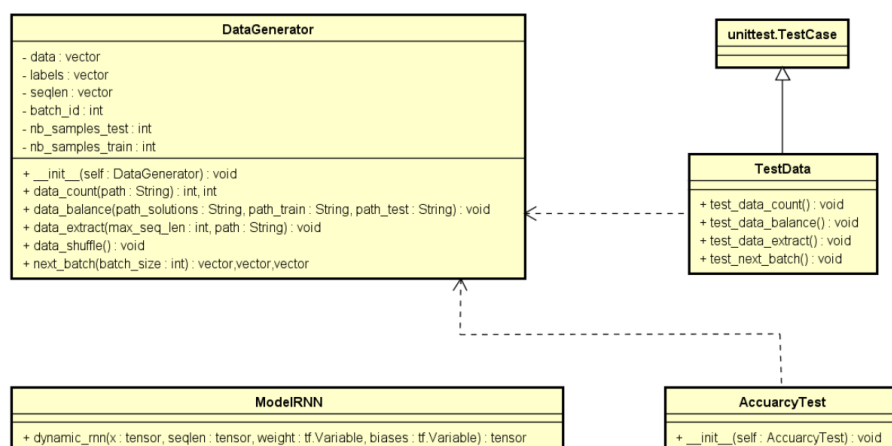 DataGenerator
- data : vector
- labels : vector
- seqlen : vector
- batch_id : int
- nb_samples_test : int
- nb_samples_train : int
+ __init__(self : DataGenerator) : void
+ data_count(path : String) : int, int
+ data_balance(path_solutions : String, path_train : String, path_test : String) : void
+ data_extract(max_seq_len : int, path : String) : void
+ data_shuffle() : void
+ next_batch(batch_size : int) : vector,vector,vector
unittest.TestCase
TestData
+ test_data_count() : void
+ test_data_balance() : void
+ test_data_extract() : void
+ test_next_batch() : void
ModelRNN
+ dynamic_rnn(x : tensor, seqlen : tensor, weight : tf.Variable, biases : tf.Variable) : tensor
AccuarcyTest
+ __init__(self : AccuarcyTest) : void